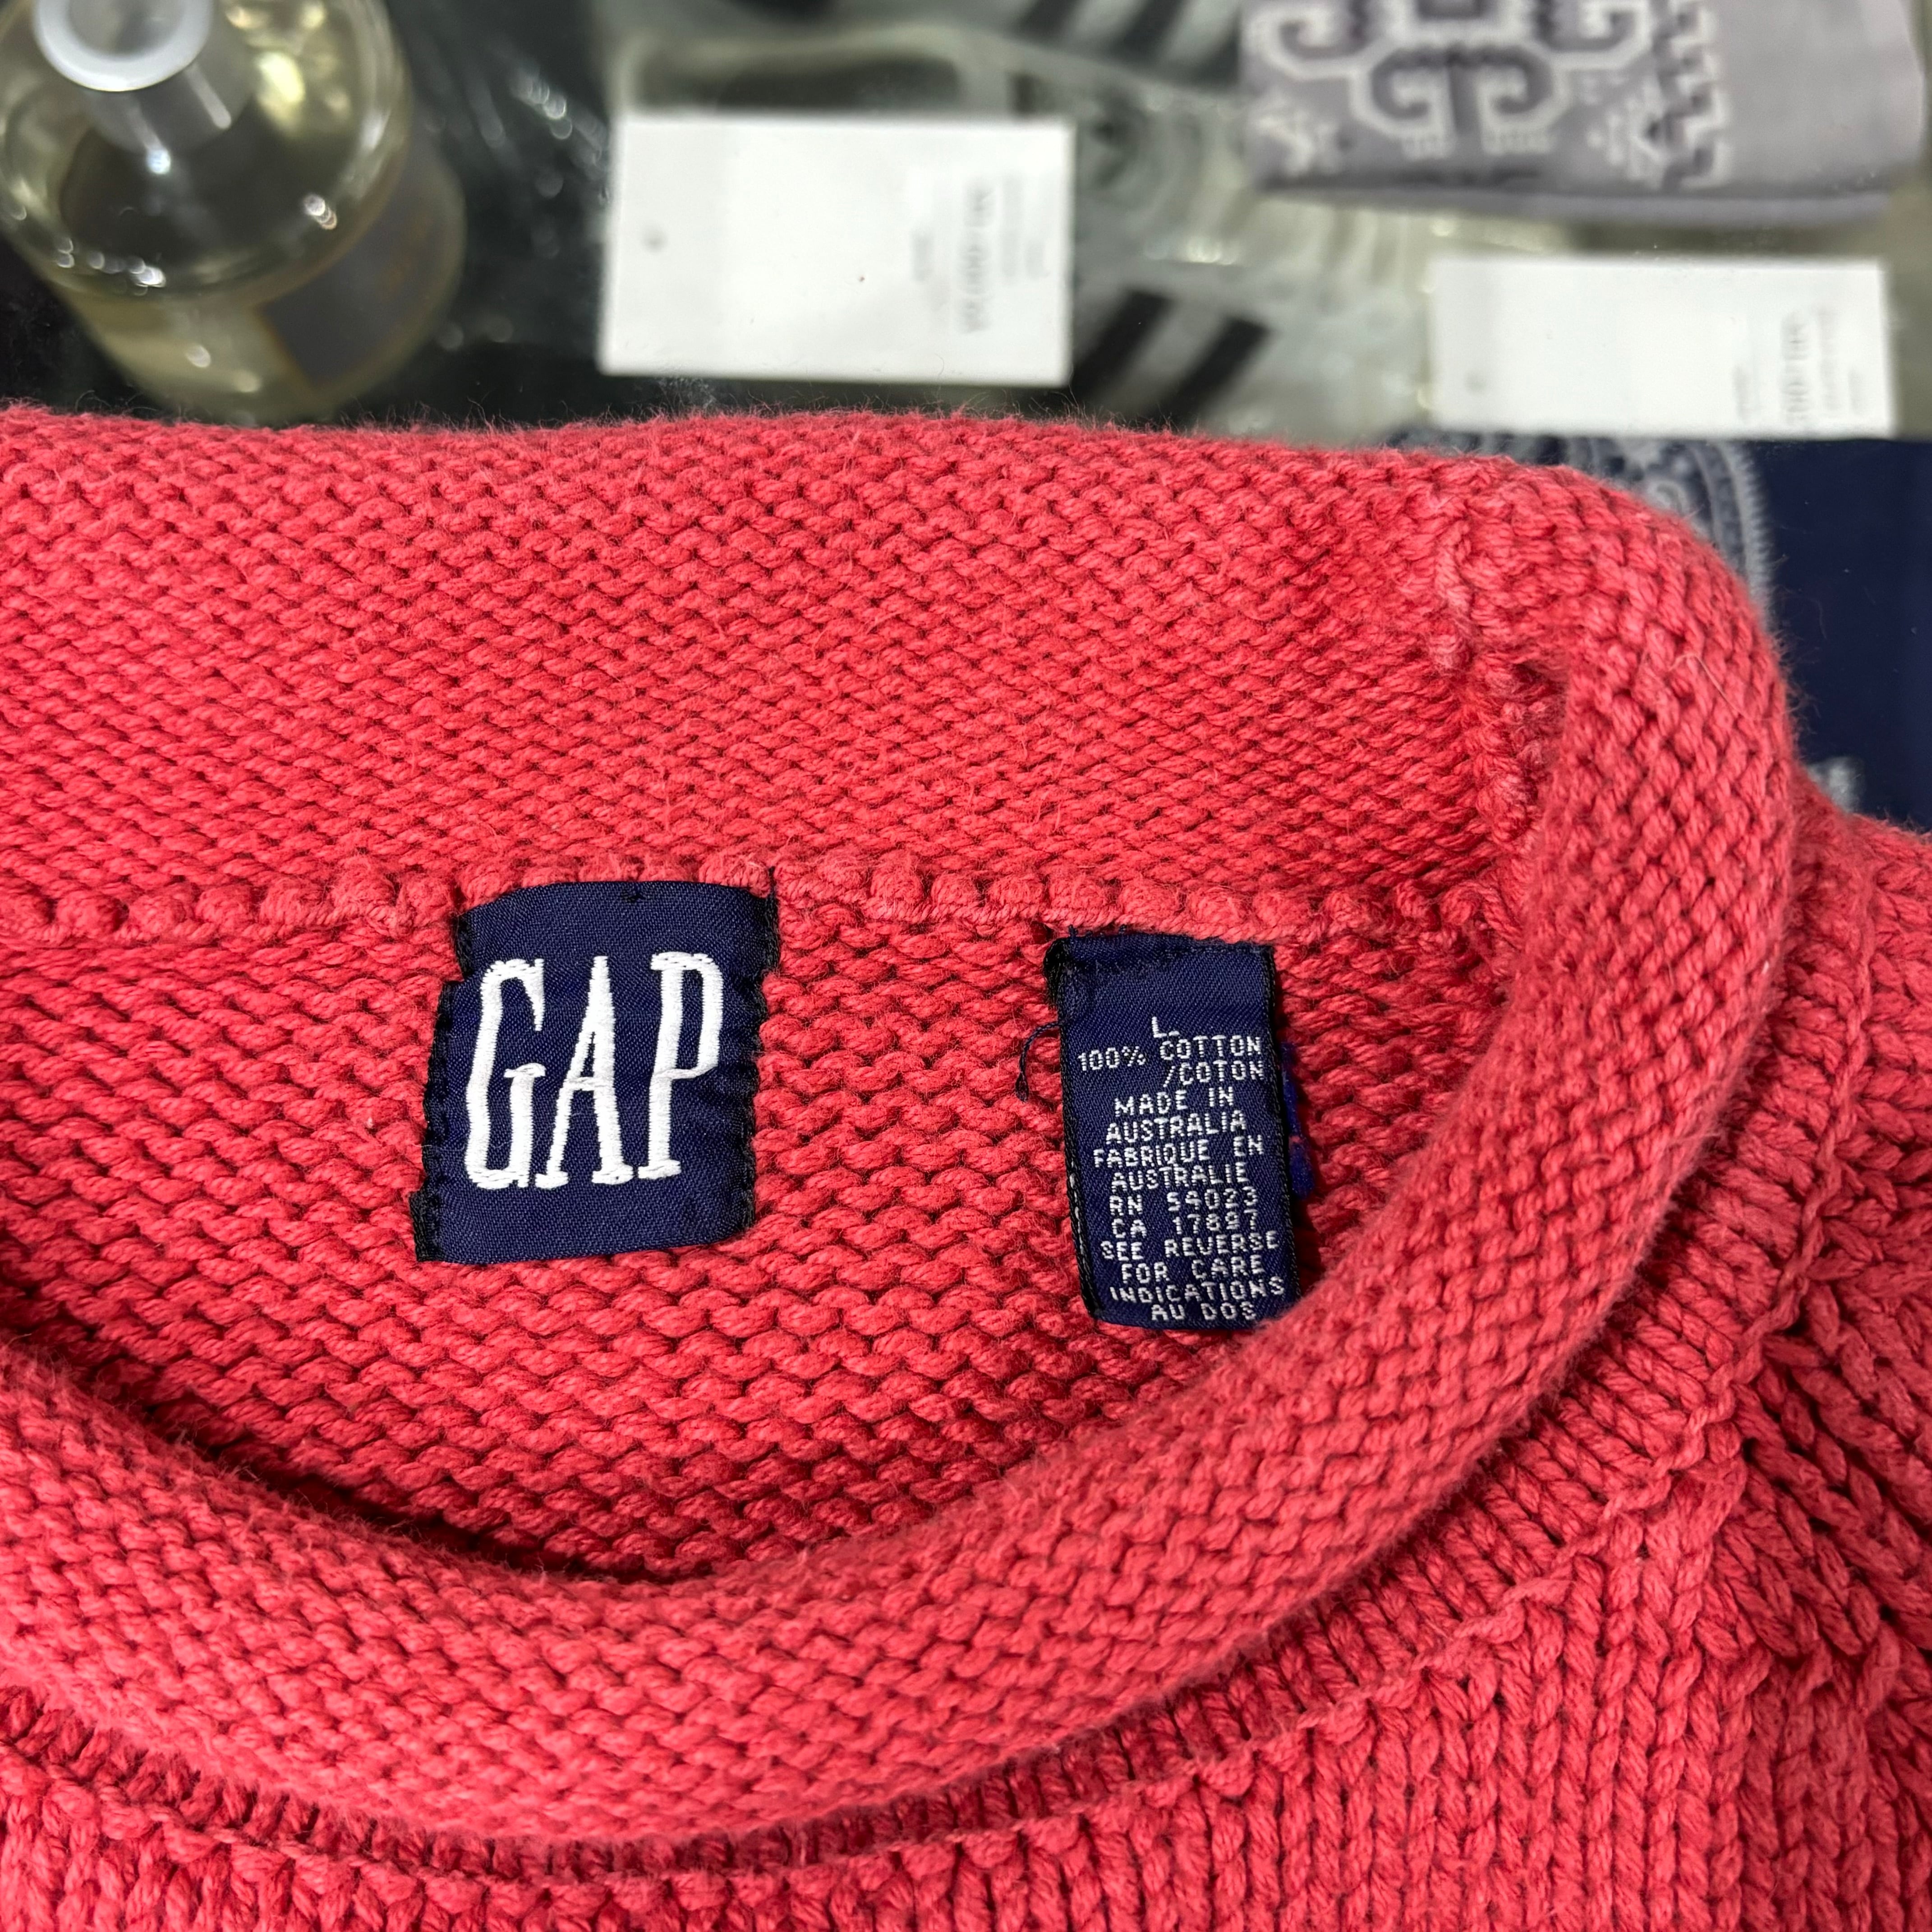 GAP
L.
100% COTTON
/COTON
MADE IN
AUSTRALIA
FABRIQUE EN
AUSTRALIE
RN 54023
CA 17897
SEE REVERSE
FOR CARE
INDICATIONS
AU DOS